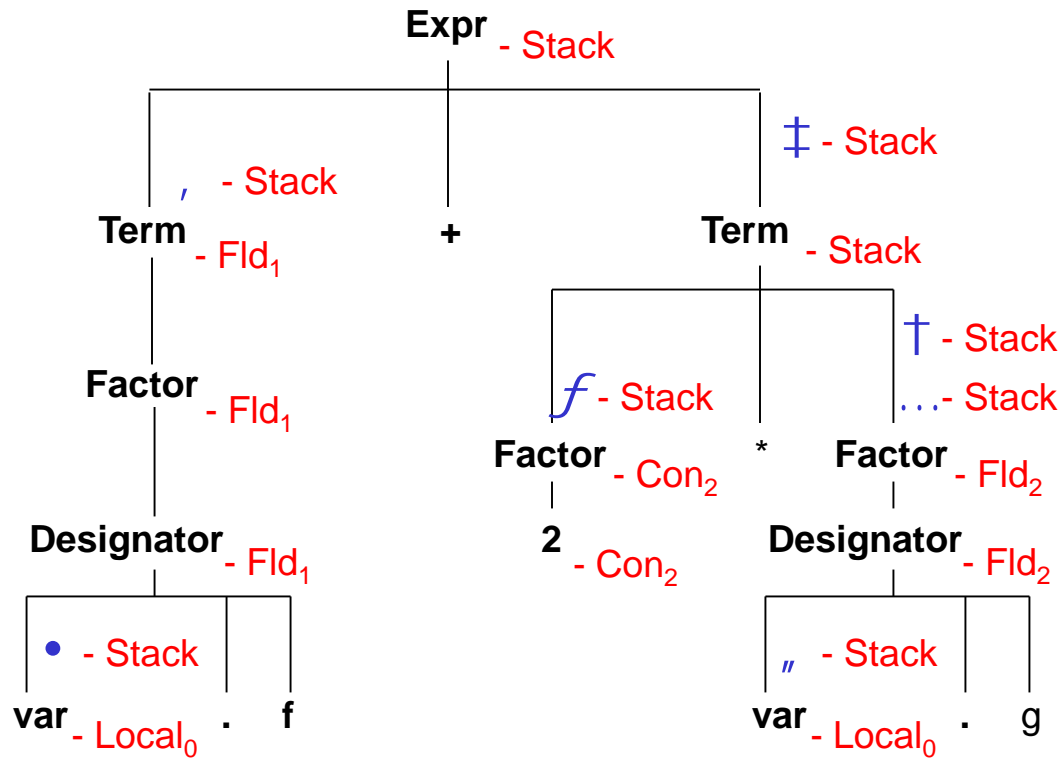 Expr - Stack
‡ - Stack
‚ - Stack
Term - Fld₁
+
Term - Stack
† - Stack
Factor - Fld₁
ƒ - Stack
… - Stack
Factor - Con₂
*
Factor - Fld₂
Designator - Fld₁
2 - Con₂
Designator - Fld₂
• - Stack
„ - Stack
var - Local₀ . f
var - Local₀ . g